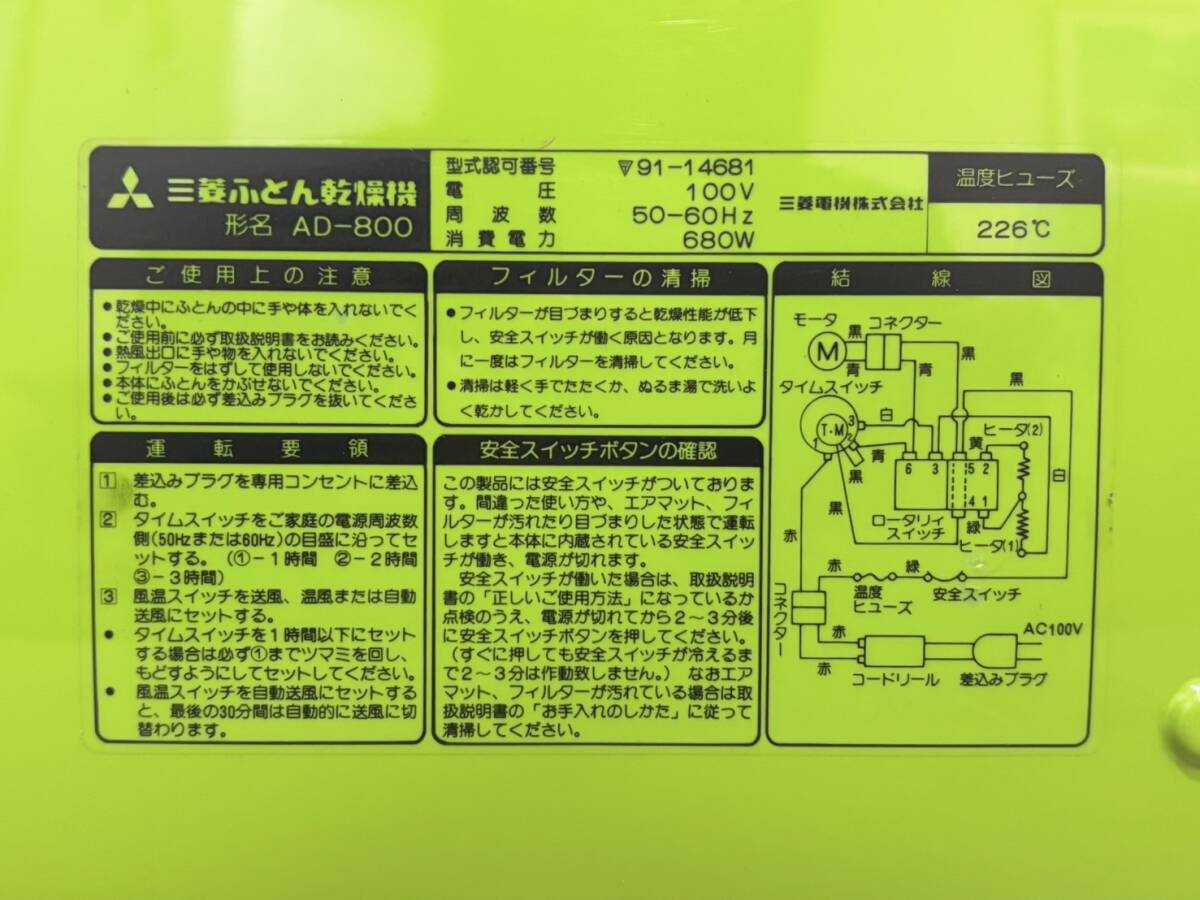 三菱ふとん乾燥機
形名 AD-800
型式認可番号 91-14681
電圧 100V
周波数 50-60Hz
消費電力 680W
三菱電機株式会社
温度ヒューズ
226℃
ご使用上の注意
●乾燥中にふとんの中に手や体を入れないでく
ださい。
●ご使用前に必ず取扱説明書をお読みください。
●熱風出口に手や物を入れないでください。
●フィルターをはずして使用しないでください。
●本体にふとんをかぶせないでください。
●ご使用後は必ず差込みプラグを抜いてくださ
い。
フィルターの清掃
●フィルターが目づまりすると乾燥性能が低下
し、安全スイッチが働く原因となります。月
に一度はフィルターを清掃してください。
●清掃は軽く手でたたくか、ぬるま湯で洗いよ
く乾かしてください。
運転要領
1 差込みプラグを専用コンセントに差込
む。
2 タイムスイッチをご家庭の電源周波数
側(50Hzまたは60Hz)の目盛に沿ってセ
ットする。(①-1時間 ②-2時間
③-3時間)
3 風温スイッチを送風、温風または自動
送風にセットする。
● タイムスイッチを1時間以下にセット
する場合は必ず①までツマミを回し、
もどすようにしてセットしてください。
● 風温スイッチを自動送風にセットする
と、最後の30分間は自動的に送風に切
替わります。
安全スイッチボタンの確認
この製品には安全スイッチがついておりま
す。間違った使い方や、エアマット、フィ
ルターが汚れたり目づまりした状態で運転
しますと本体に内蔵されている安全スイッ
チが働き、電源が切れます。
安全スイッチが働いた場合は、取扱説明
書の「正しいご使用方法」になっているか
点検のうえ、電源が切れてから2〜3分後
に安全スイッチボタンを押してください。
(すぐに押しても安全スイッチが冷えるま
で2〜3分は作動致しません。)なおエア
マット、フィルターが汚れている場合は取
扱説明書の「お手入れのしかた」に従って
清掃してください。
結線図
モータ
黒
コネクター
M
青
青
黒
黒
タイムスイッチ
T・M
3
2
1
白
青
黒
黒
黄
ヒータ(2)
6 3 5 2
4 1
白
ロータリィ
スイッチ
緑
ヒータ(1)
赤
赤
緑
温度
ヒューズ
安全スイッチ
コネクター
赤
赤
AC100V
コードリール
差込みプラグ